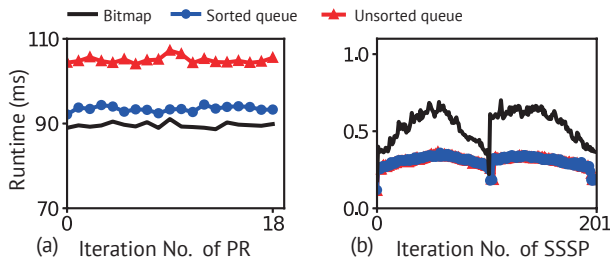 Bitmap Sorted queue Unsorted queue
Runtime (ms)
110
90
70
0 18
(a) Iteration No. of PR
1.0
0.5
0.0
0 201
(b) Iteration No. of SSSP